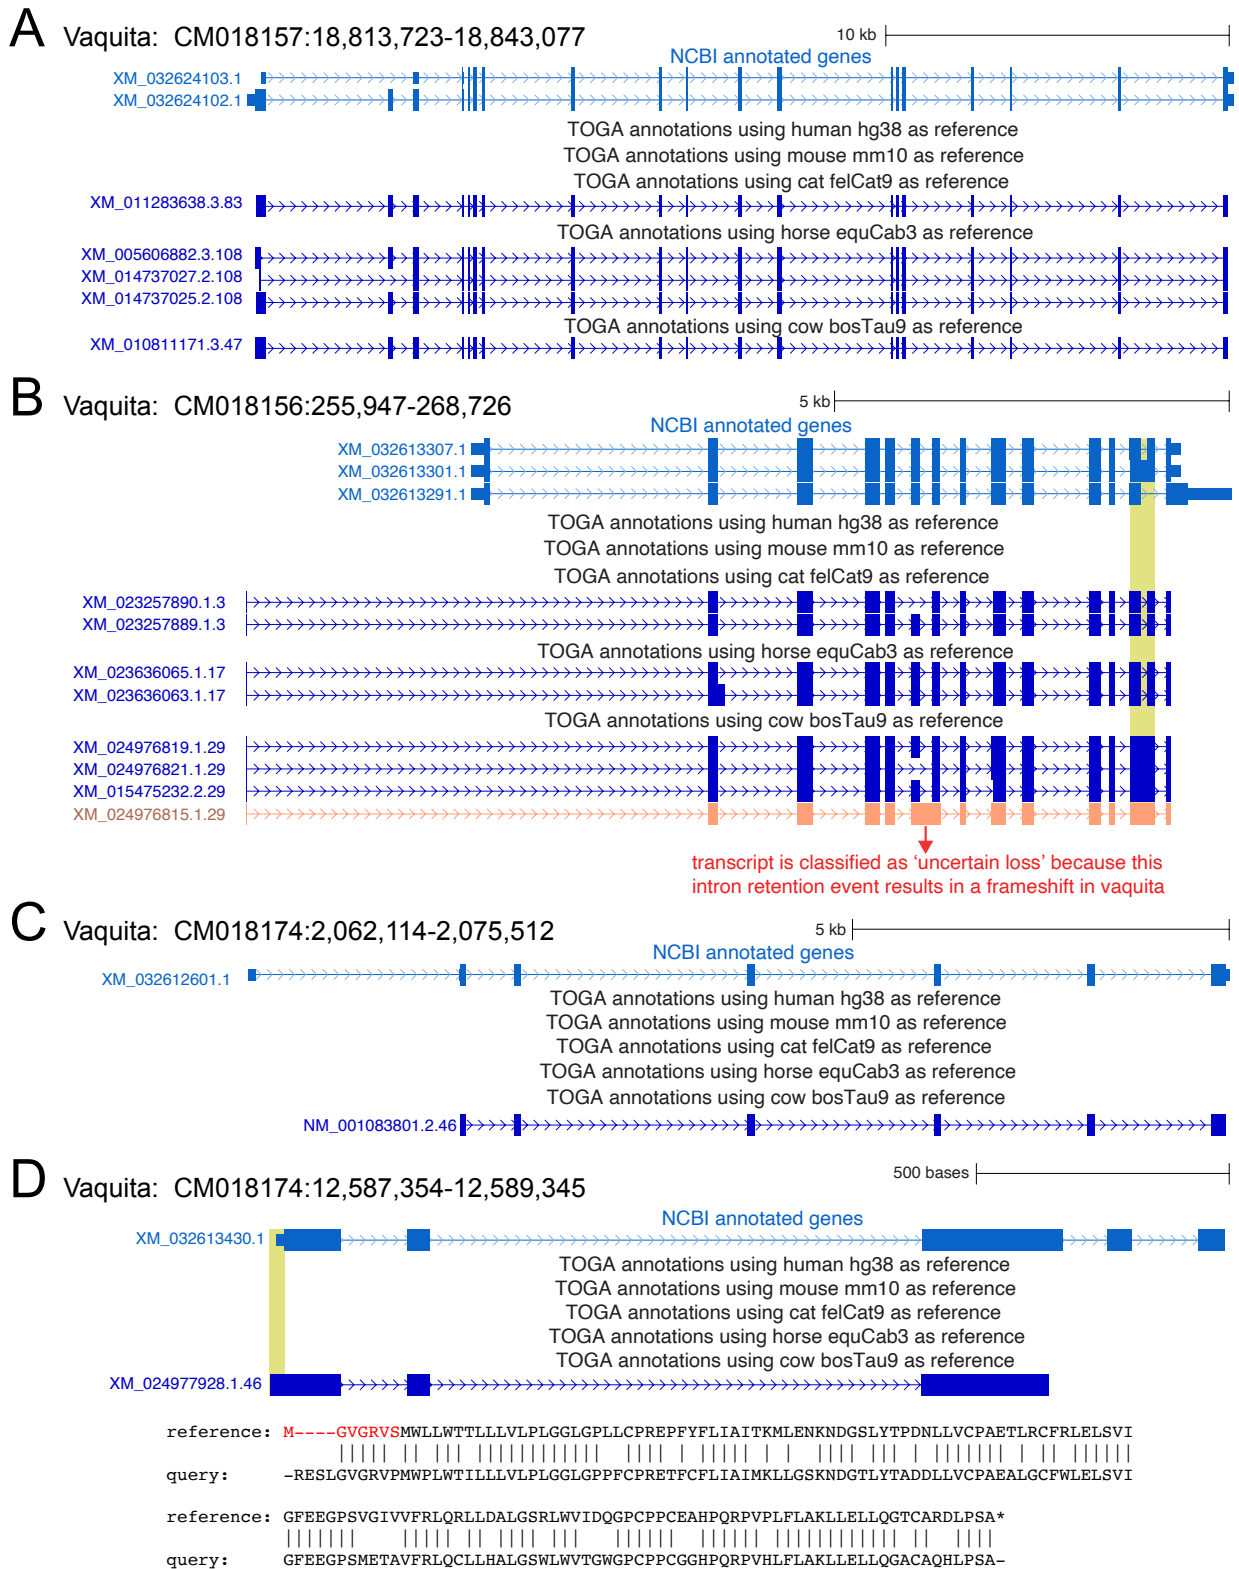 A Vaquita: CM018157:18,813,723-18,843,077
10 kb
NCBI annotated genes
XM_032624103.1
XM_032624102.1
TOGA annotations using human hg38 as reference
TOGA annotations using mouse mm10 as reference
TOGA annotations using cat felCat9 as reference
XM_011283638.3.83
TOGA annotations using horse equCab3 as reference
XM_005606882.3.108
XM_014737027.2.108
XM_014737025.2.108
TOGA annotations using cow bosTau9 as reference
XM_010811171.3.47
B Vaquita: CM018156:255,947-268,726
5 kb
NCBI annotated genes
XM_032613307.1
XM_032613301.1
XM_032613291.1
TOGA annotations using human hg38 as reference
TOGA annotations using mouse mm10 as reference
TOGA annotations using cat felCat9 as reference
XM_023257890.1.3
XM_023257889.1.3
TOGA annotations using horse equCab3 as reference
XM_023636065.1.17
XM_023636063.1.17
TOGA annotations using cow bosTau9 as reference
XM_024976819.1.29
XM_024976821.1.29
XM_015475232.2.29
XM_024976815.1.29
transcript is classified as ‘uncertain loss’ because this
intron retention event results in a frameshift in vaquita
C Vaquita: CM018174:2,062,114-2,075,512
5 kb
NCBI annotated genes
XM_032612601.1
TOGA annotations using human hg38 as reference
TOGA annotations using mouse mm10 as reference
TOGA annotations using cat felCat9 as reference
TOGA annotations using horse equCab3 as reference
TOGA annotations using cow bosTau9 as reference
NM_001083801.2.46
D Vaquita: CM018174:12,587,354-12,589,345
500 bases
NCBI annotated genes
XM_032613430.1
TOGA annotations using human hg38 as reference
TOGA annotations using mouse mm10 as reference
TOGA annotations using cat felCat9 as reference
TOGA annotations using horse equCab3 as reference
TOGA annotations using cow bosTau9 as reference
XM_024977928.1.46
reference: M----GVGRVSMWLLWTTLLLVLPLGGLGPLLCPREPFYFLIAITKMLENKNDGSLYTPDNLLVCPAETLRCFRLELSVI
query: -RESLGVGRVPMWPLWTILLLVLPLGGLGPPFCPRETFCFLIAIMKLLGSKNDGTLYTADDLLVCPAEALGCFWLELSVI
reference: GFEEGPSVGIVVFRLQRLLDALGSRLWVIDQGPCPPCEAHPQRPVPLFLAKLLELLQGTCARDLPSA*
query: GFEEGPSMETAVFRLQCLLHALGSWLWVTGWGPCPPCGGHPQRPVHLFLAKLLELLQGACAQHLPSA-